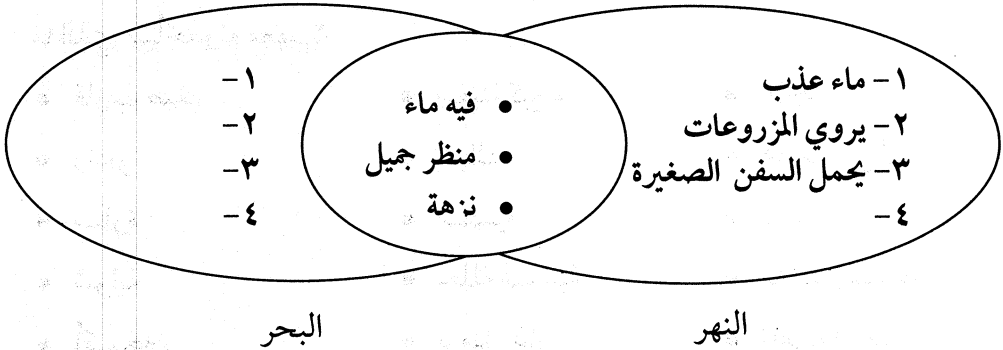 ١- ماء عذب
٢- يروي المزروعات
٣- يحمل السفن الصغيرة
٤-
• فيه ماء
• منظر جميل
• نزهة
١-
٢-
٣-
٤-
النهر
البحر